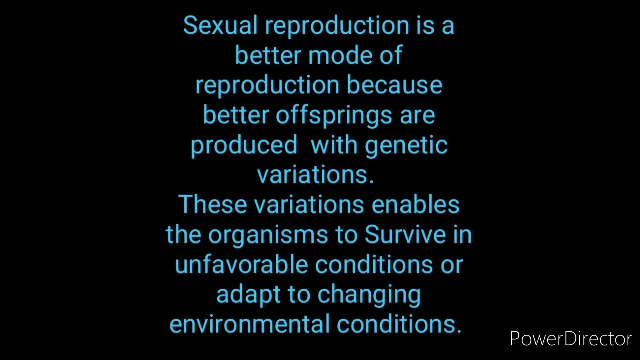 Sexual reproduction is a
better mode of
reproduction because
better offsprings are
produced  with genetic
variations.
These variations enables
the organisms to Survive in
unfavorable conditions or
adapt to changing
environmental conditions.
PowerDirector